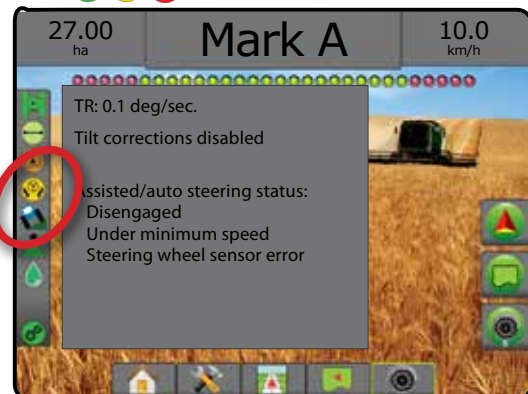 27.00
ha
Mark A
10.0
km/h
TR: 0.1 deg/sec.
Tilt corrections disabled
Assisted/auto steering status:
Disengaged
Under minimum speed
Steering wheel sensor error